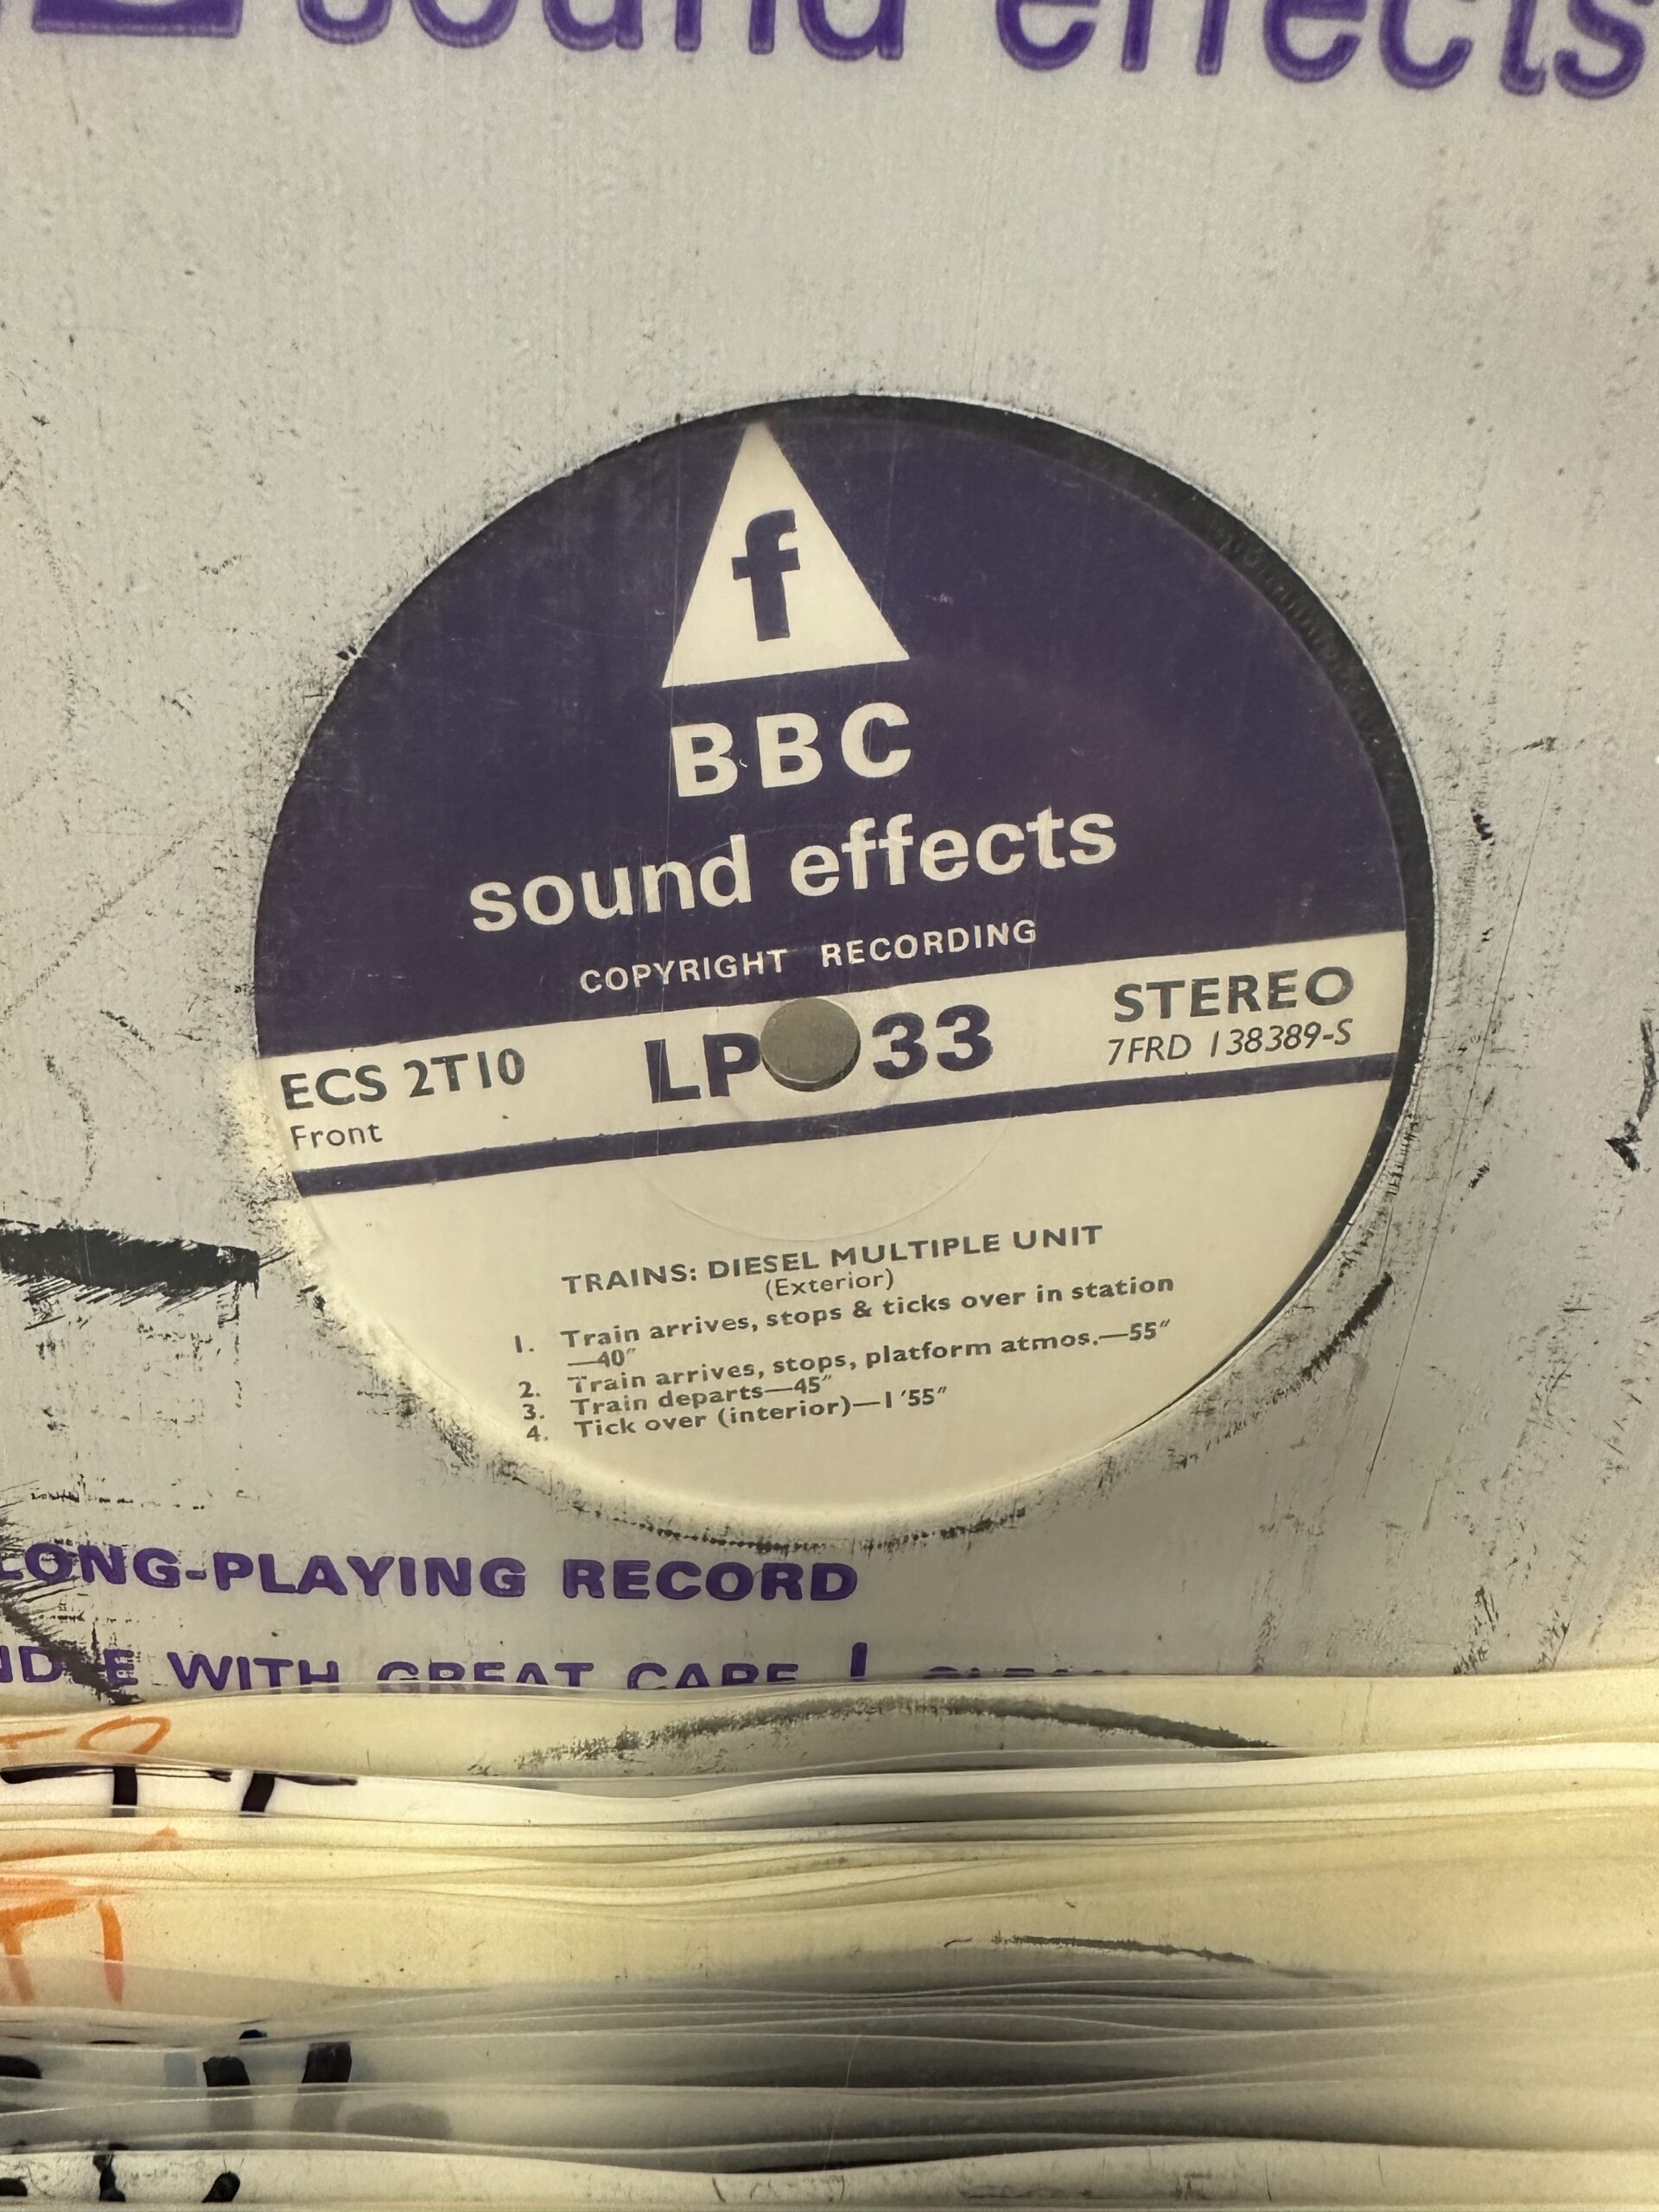 sound effects
f
BBC
sound effects
COPYRIGHT RECORDING
ECS 2T10
Front
LP 33
STEREO
7FRD 138389-S
TRAINS: DIESEL MULTIPLE UNIT
(Exterior)
1. Train arrives, stops & ticks over in station
—40″
2. Train arrives, stops, platform atmos.—55″
3. Train departs—45″
4. Tick over (interior)—1′55″
LONG-PLAYING RECORD
WITH GREAT CARE !